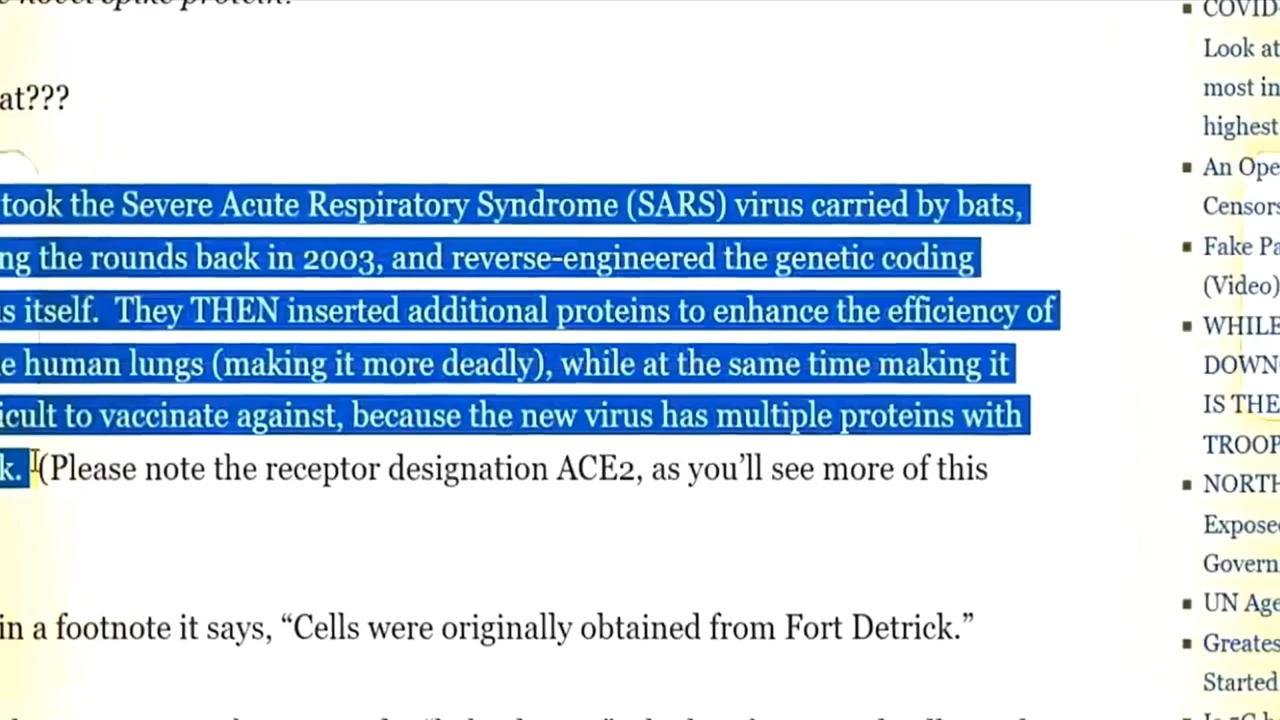 at???
took the Severe Acute Respiratory Syndrome (SARS) virus carried by bats,
ng the rounds back in 2003, and reverse-engineered the genetic coding
s itself. They THEN inserted additional proteins to enhance the efficiency of
e human lungs (making it more deadly), while at the same time making it
icult to vaccinate against, because the new virus has multiple proteins with
k. (Please note the receptor designation ACE2, as you’ll see more of this
in a footnote it says, “Cells were originally obtained from Fort Detrick.”
COVID
Look at
most in
highest
An Ope
Censors
Fake Pa
(Video)
WHILE
DOWN
IS THE
TROOP
NORTH
Expose
Govern
UN Age
Greates
Started